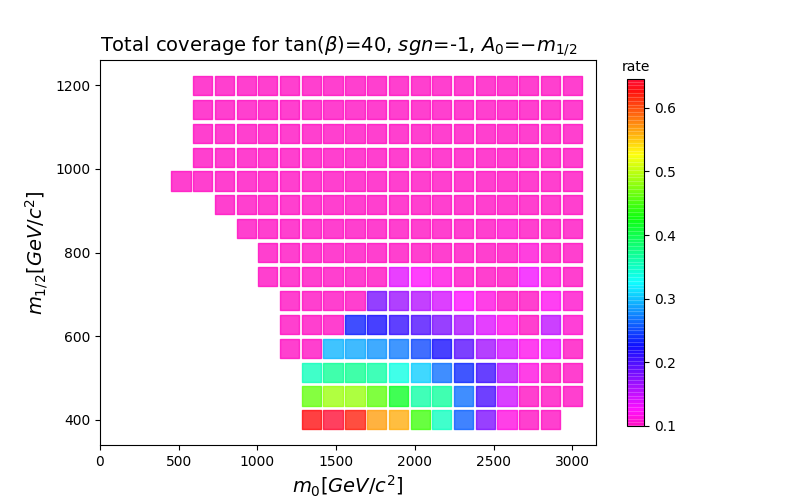 Total coverage for tan(β)=40, sgn=-1, A₀=−m₁/₂
rate
1200
1000
800
600
400
0.6
0.5
0.4
0.3
0.2
0.1
m₁/₂[GeV/c²]
0 500 1000 1500 2000 2500 3000
m₀[GeV/c²]